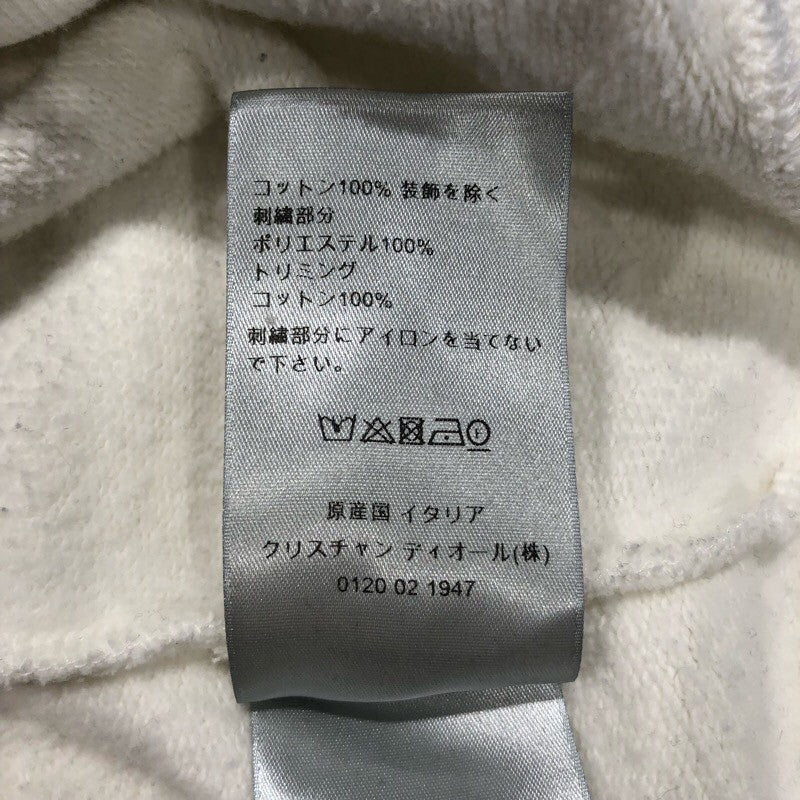 コットン100% 装飾を除く
刺繍部分
ポリエステル100%
トリミング
コットン100%
刺繍部分にアイロンを当てない
で下さい。
原産国 イタリア
クリスチャン ディオール(株)
0120 02 1947